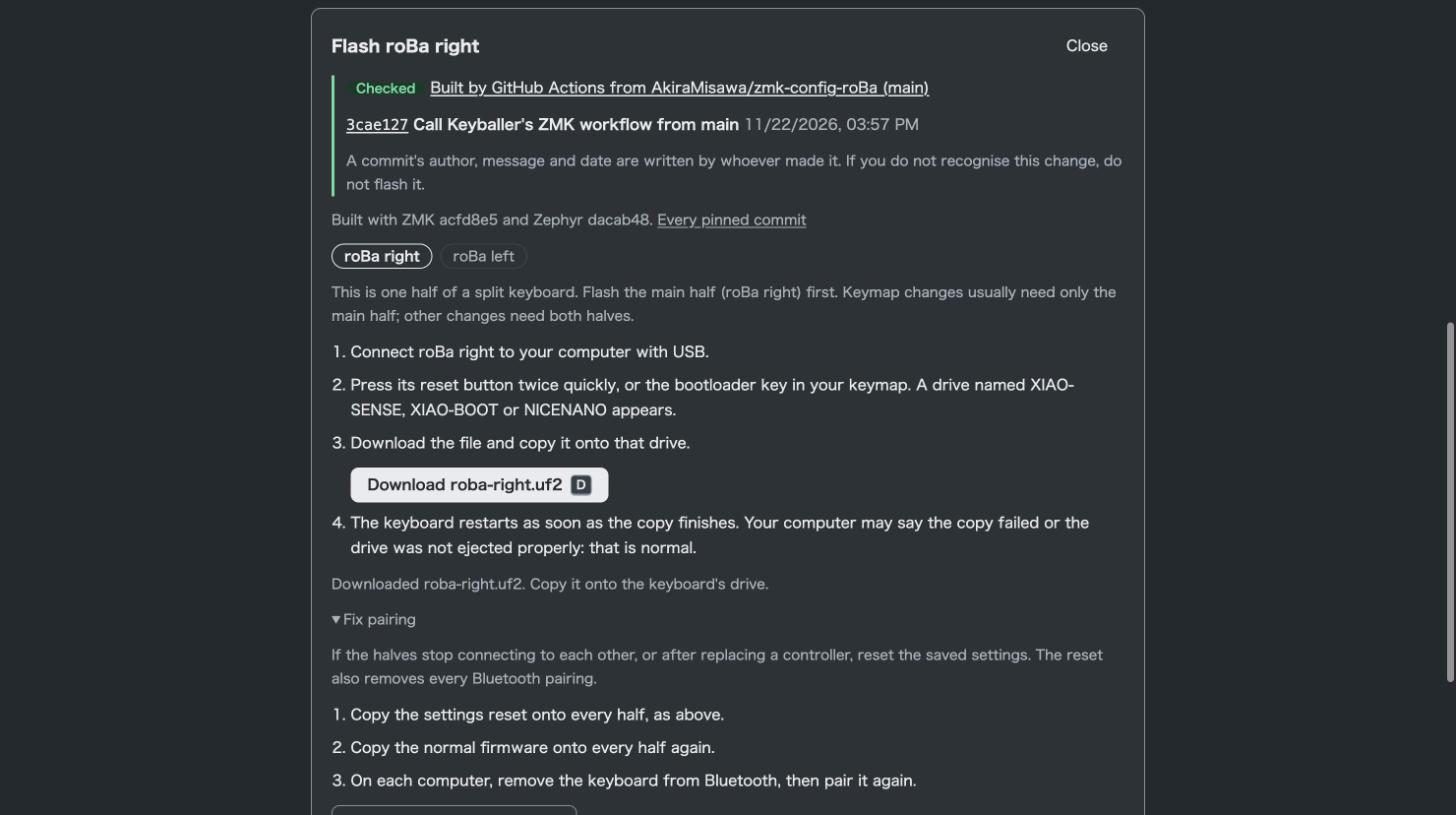 Flash roBa right
Close
Checked Built by GitHub Actions from AkiraMisawa/zmk-config-roBa (main)
3cae127 Call Keyballer's ZMK workflow from main 11/22/2026, 03:57 PM
A commit's author, message and date are written by whoever made it. If you do not recognise this change, do
not flash it.
Built with ZMK acfd8e5 and Zephyr dacab48. Every pinned commit
roBa right roBa left
This is one half of a split keyboard. Flash the main half (roBa right) first. Keymap changes usually need only the
main half; other changes need both halves.
1. Connect roBa right to your computer with USB.
2. Press its reset button twice quickly, or the bootloader key in your keymap. A drive named XIAO-
SENSE, XIAO-BOOT or NICENANO appears.
3. Download the file and copy it onto that drive.
Download roba-right.uf2 D
4. The keyboard restarts as soon as the copy finishes. Your computer may say the copy failed or the
drive was not ejected properly: that is normal.
Downloaded roba-right.uf2. Copy it onto the keyboard's drive.
▼Fix pairing
If the halves stop connecting to each other, or after replacing a controller, reset the saved settings. The reset
also removes every Bluetooth pairing.
1. Copy the settings reset onto every half, as above.
2. Copy the normal firmware onto every half again.
3. On each computer, remove the keyboard from Bluetooth, then pair it again.